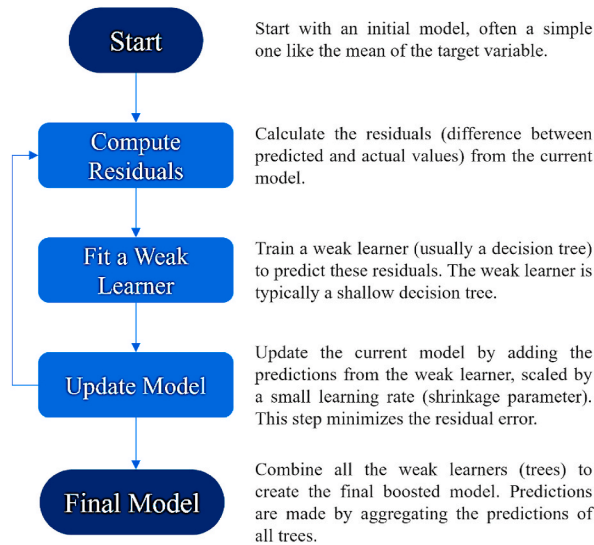 Start
Start with an initial model, often a simple
one like the mean of the target variable.
Compute
Residuals
Calculate the residuals (difference between
predicted and actual values) from the current
model.
Fit a Weak
Learner
Train a weak learner (usually a decision tree)
to predict these residuals. The weak learner is
typically a shallow decision tree.
Update Model
Update the current model by adding the
predictions from the weak learner, scaled by
a small learning rate (shrinkage parameter).
This step minimizes the residual error.
Final Model
Combine all the weak learners (trees) to
create the final boosted model. Predictions
are made by aggregating the predictions of
all trees.